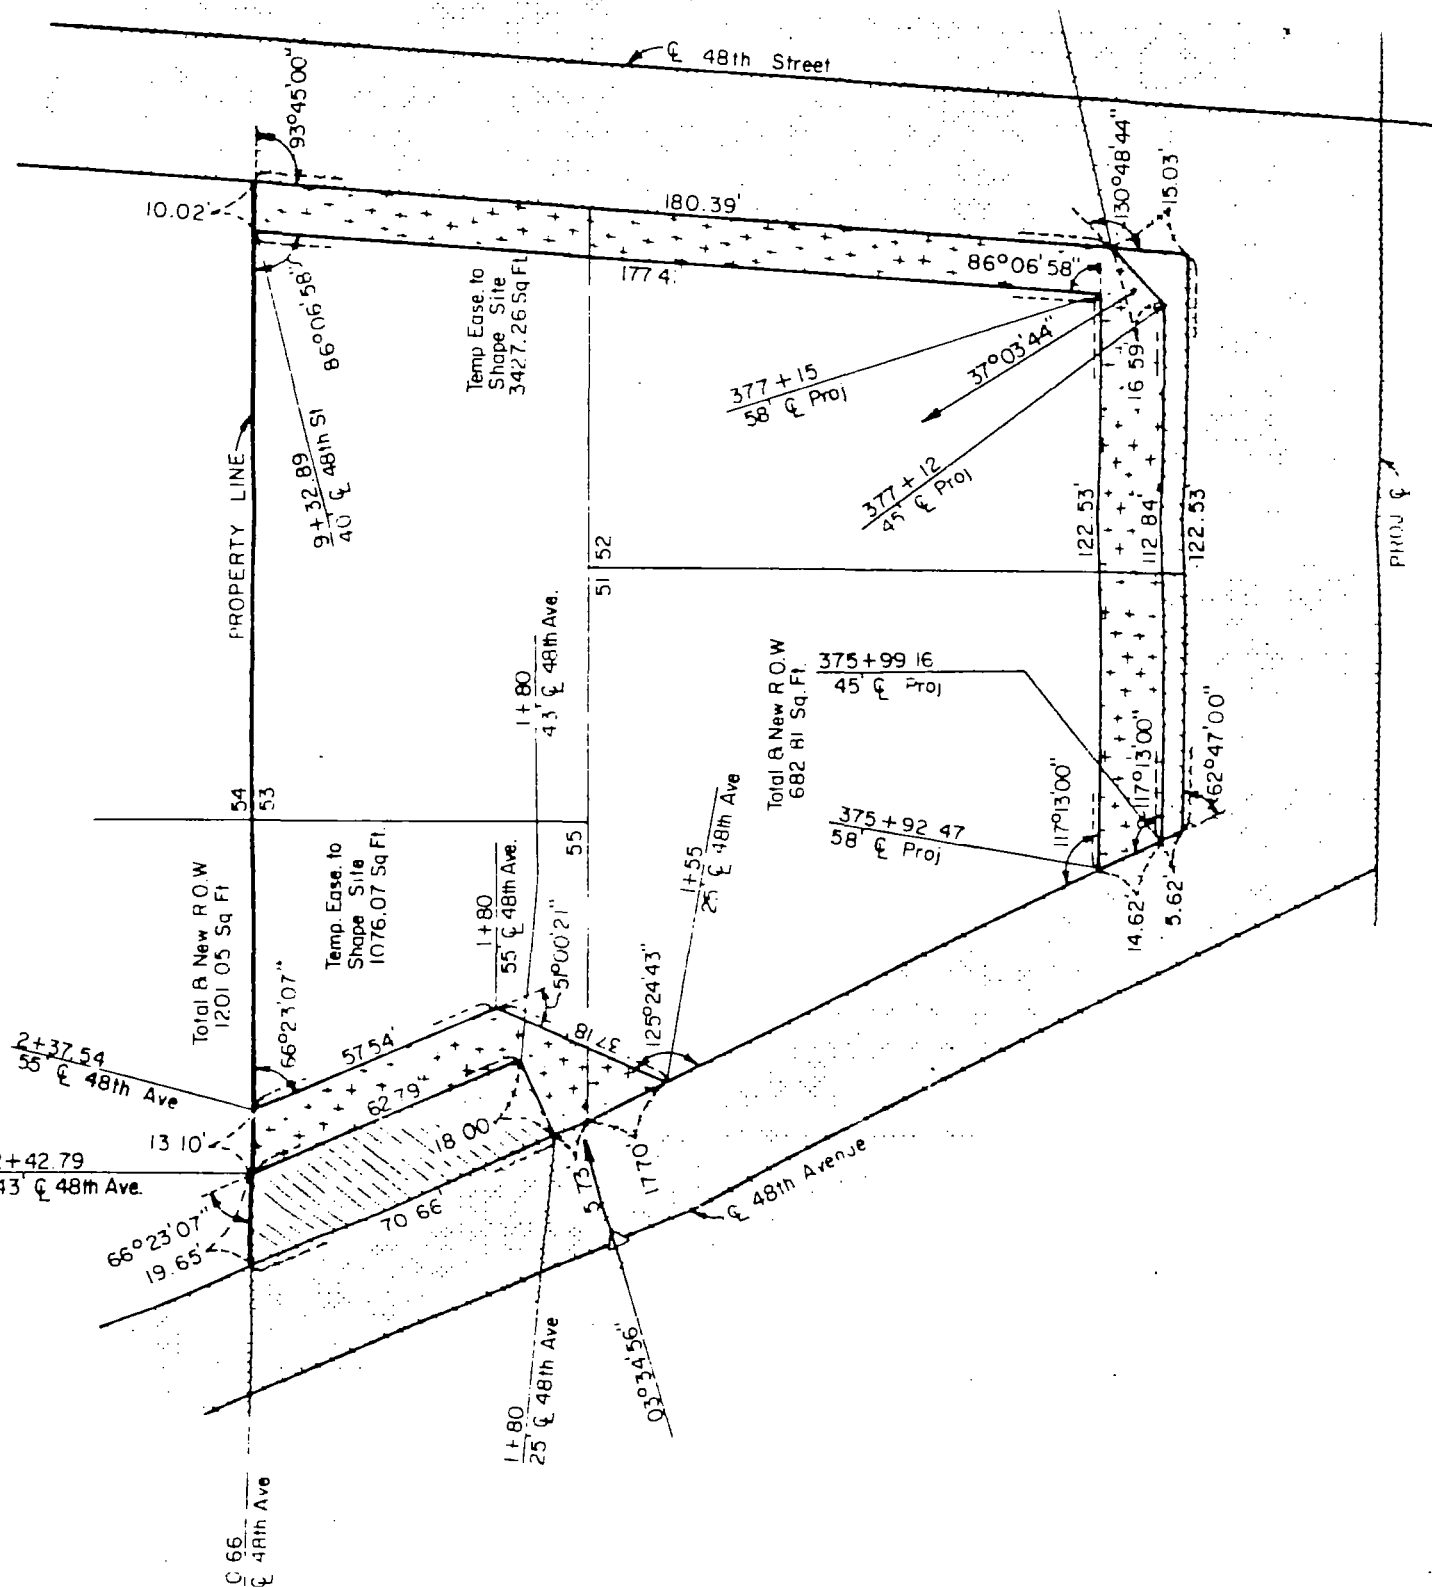 ℄ 48th Street
93°45'00"
10.02'
180.39'
177.4
130°48'44"
15.03'
86°06'58"
86°06'58"
Temp Ease. to
Shape Site
3427.26 Sq Ft
9+32.89
40' ℄ 48th St
PROPERTY LINE
377+15
58' ℄ Proj
37°03'44"
16.59'
377+12
45' ℄ Proj
122.53'
112.84'
122.53'
PROJ ℄
52
51
1+80
43' ℄ 48th Ave.
Total & New R.O.W
682.81 Sq. Ft.
375+99.16
45' ℄ Proj
117°13'00"
117°13'00"
62°47'00"
375+92.47
58' ℄ Proj
14.62'
5.62'
54
53
55
Total & New R.O.W
1201.05 Sq Ft
Temp. Ease. to
Shape Site
1076.07 Sq Ft.
1+80
55' ℄ 48th Ave.
1+55
25' ℄ 48th Ave
2+37.54
55' ℄ 48th Ave
66°23'07"
57.54'
51°00'21"
37.18
125°24'43"
62.79'
13.10'
2+42.79
43' ℄ 48th Ave.
18.00
5.73
17.70'
66°23'07"
19.65'
70.66
℄ 48th Avenue
1+80
25' ℄ 48th Ave
03°34'56"
0.66
℄ 48th Ave